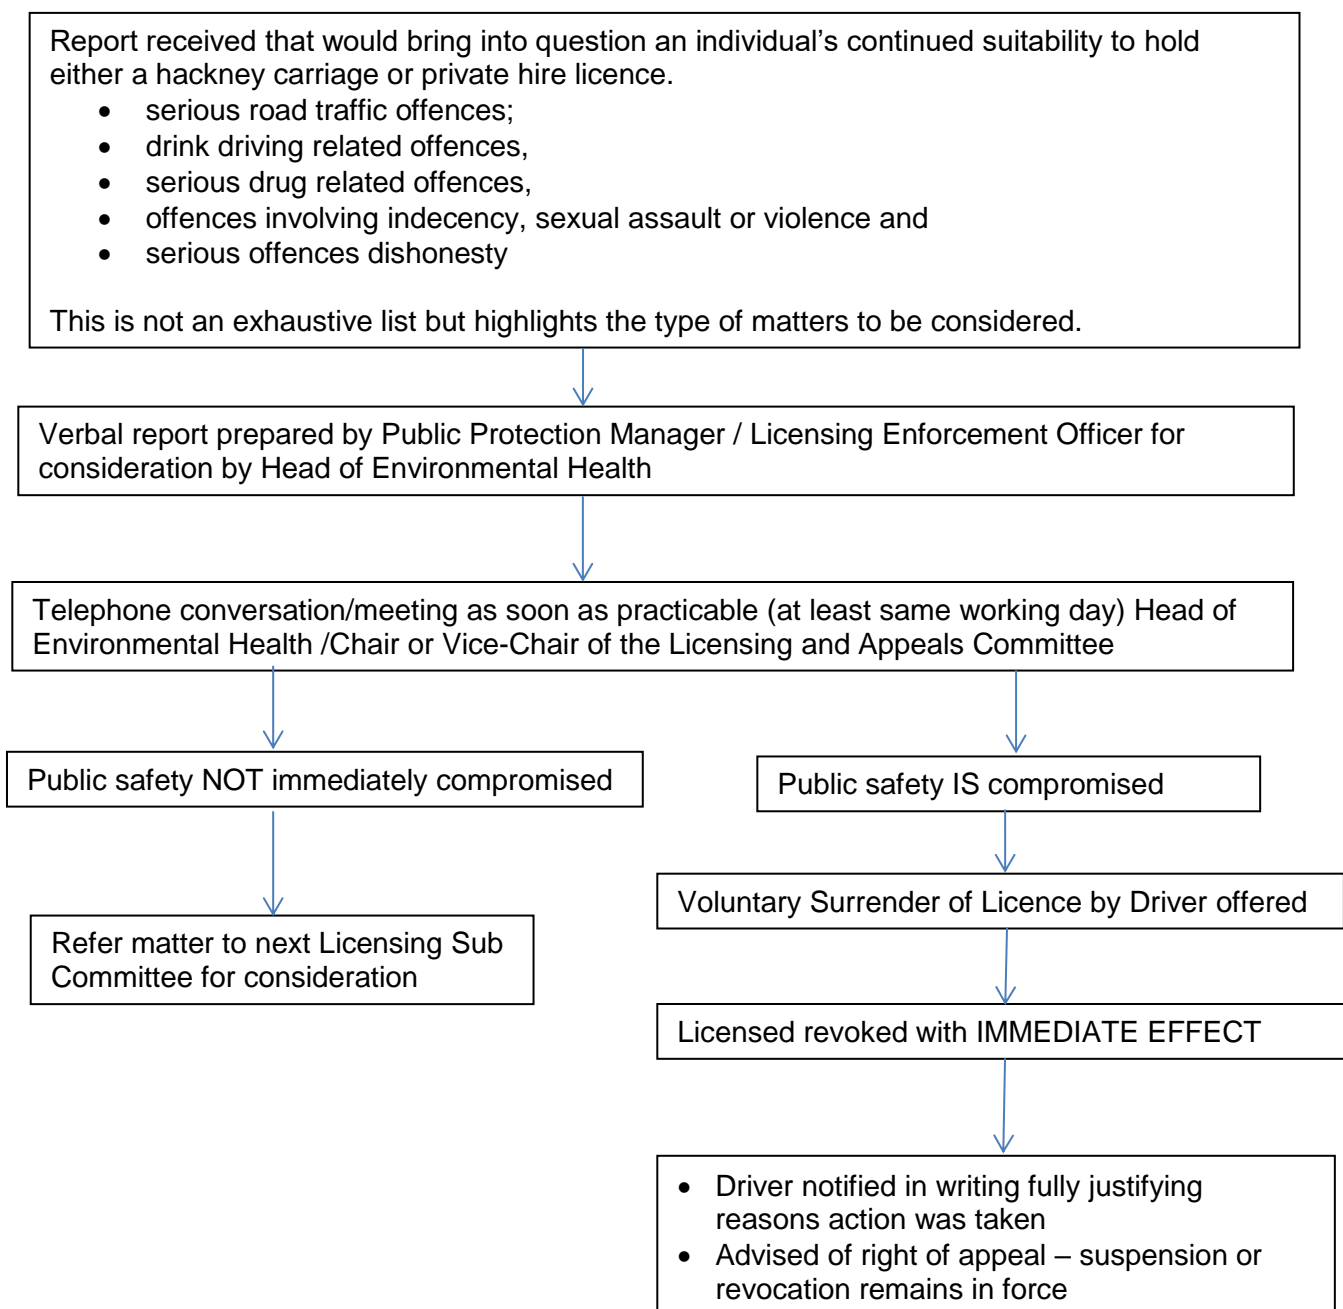 Report received that would bring into question an individual’s continued suitability to hold
either a hackney carriage or private hire licence.
• serious road traffic offences;
• drink driving related offences,
• serious drug related offences,
• offences involving indecency, sexual assault or violence and
• serious offences dishonesty
This is not an exhaustive list but highlights the type of matters to be considered.
Verbal report prepared by Public Protection Manager / Licensing Enforcement Officer for
consideration by Head of Environmental Health
Telephone conversation/meeting as soon as practicable (at least same working day) Head of
Environmental Health /Chair or Vice-Chair of the Licensing and Appeals Committee
Public safety NOT immediately compromised
Refer matter to next Licensing Sub
Committee for consideration
Public safety IS compromised
Voluntary Surrender of Licence by Driver offered
Licensed revoked with IMMEDIATE EFFECT
• Driver notified in writing fully justifying
reasons action was taken
• Advised of right of appeal – suspension or
revocation remains in force